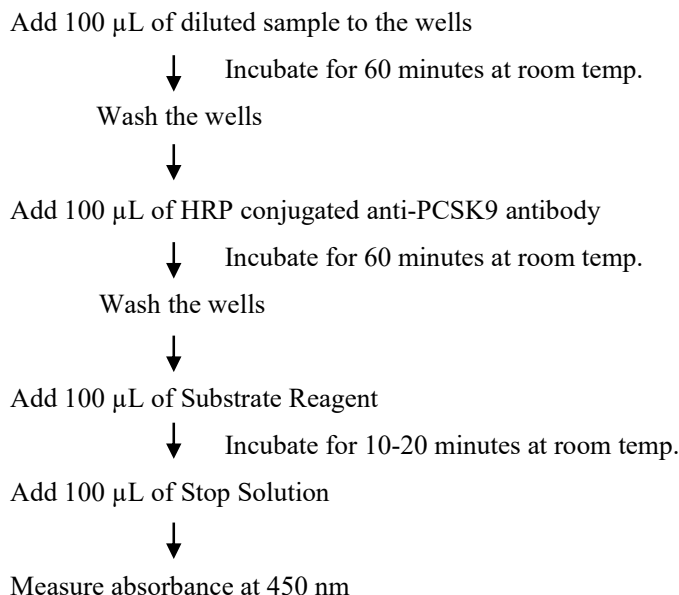 Add 100 µL of diluted sample to the wells
Incubate for 60 minutes at room temp.
Wash the wells
Add 100 µL of HRP conjugated anti-PCSK9 antibody
Incubate for 60 minutes at room temp.
Wash the wells
Add 100 µL of Substrate Reagent
Incubate for 10-20 minutes at room temp.
Add 100 µL of Stop Solution
Measure absorbance at 450 nm